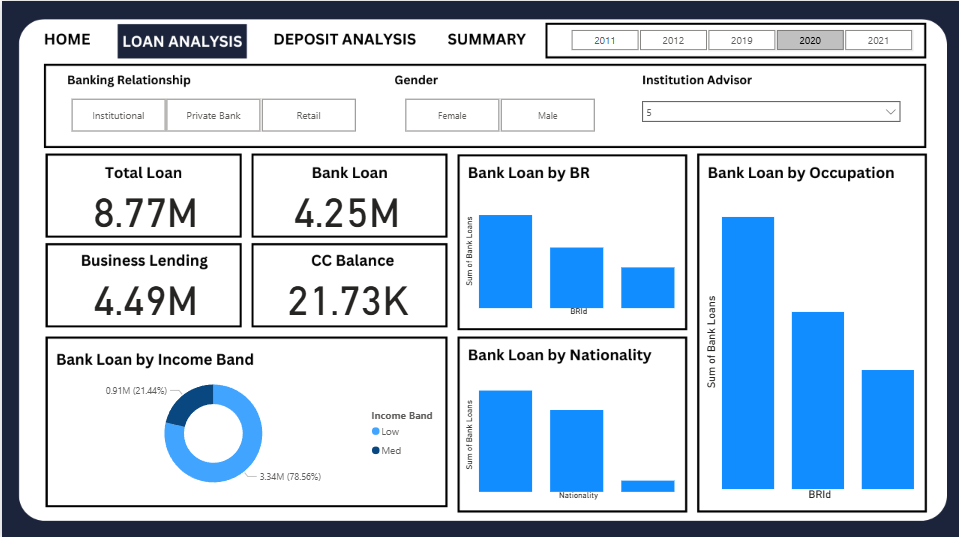 HOME LOAN ANALYSIS DEPOSIT ANALYSIS SUMMARY 2011 2012 2019 2020 2021
Banking Relationship Gender Institution Advisor
Institutional Private Bank Retail Female Male 5
Total Loan
8.77M
Bank Loan
4.25M
Business Lending
4.49M
CC Balance
21.73K
Bank Loan by BR
Sum of Bank Loans
BRId
Bank Loan by Occupation
Sum of Bank Loans
BRId
Bank Loan by Income Band
0.91M (21.44%)
3.34M (78.56%)
Income Band
Low
Med
Bank Loan by Nationality
Sum of Bank Loans
Nationality